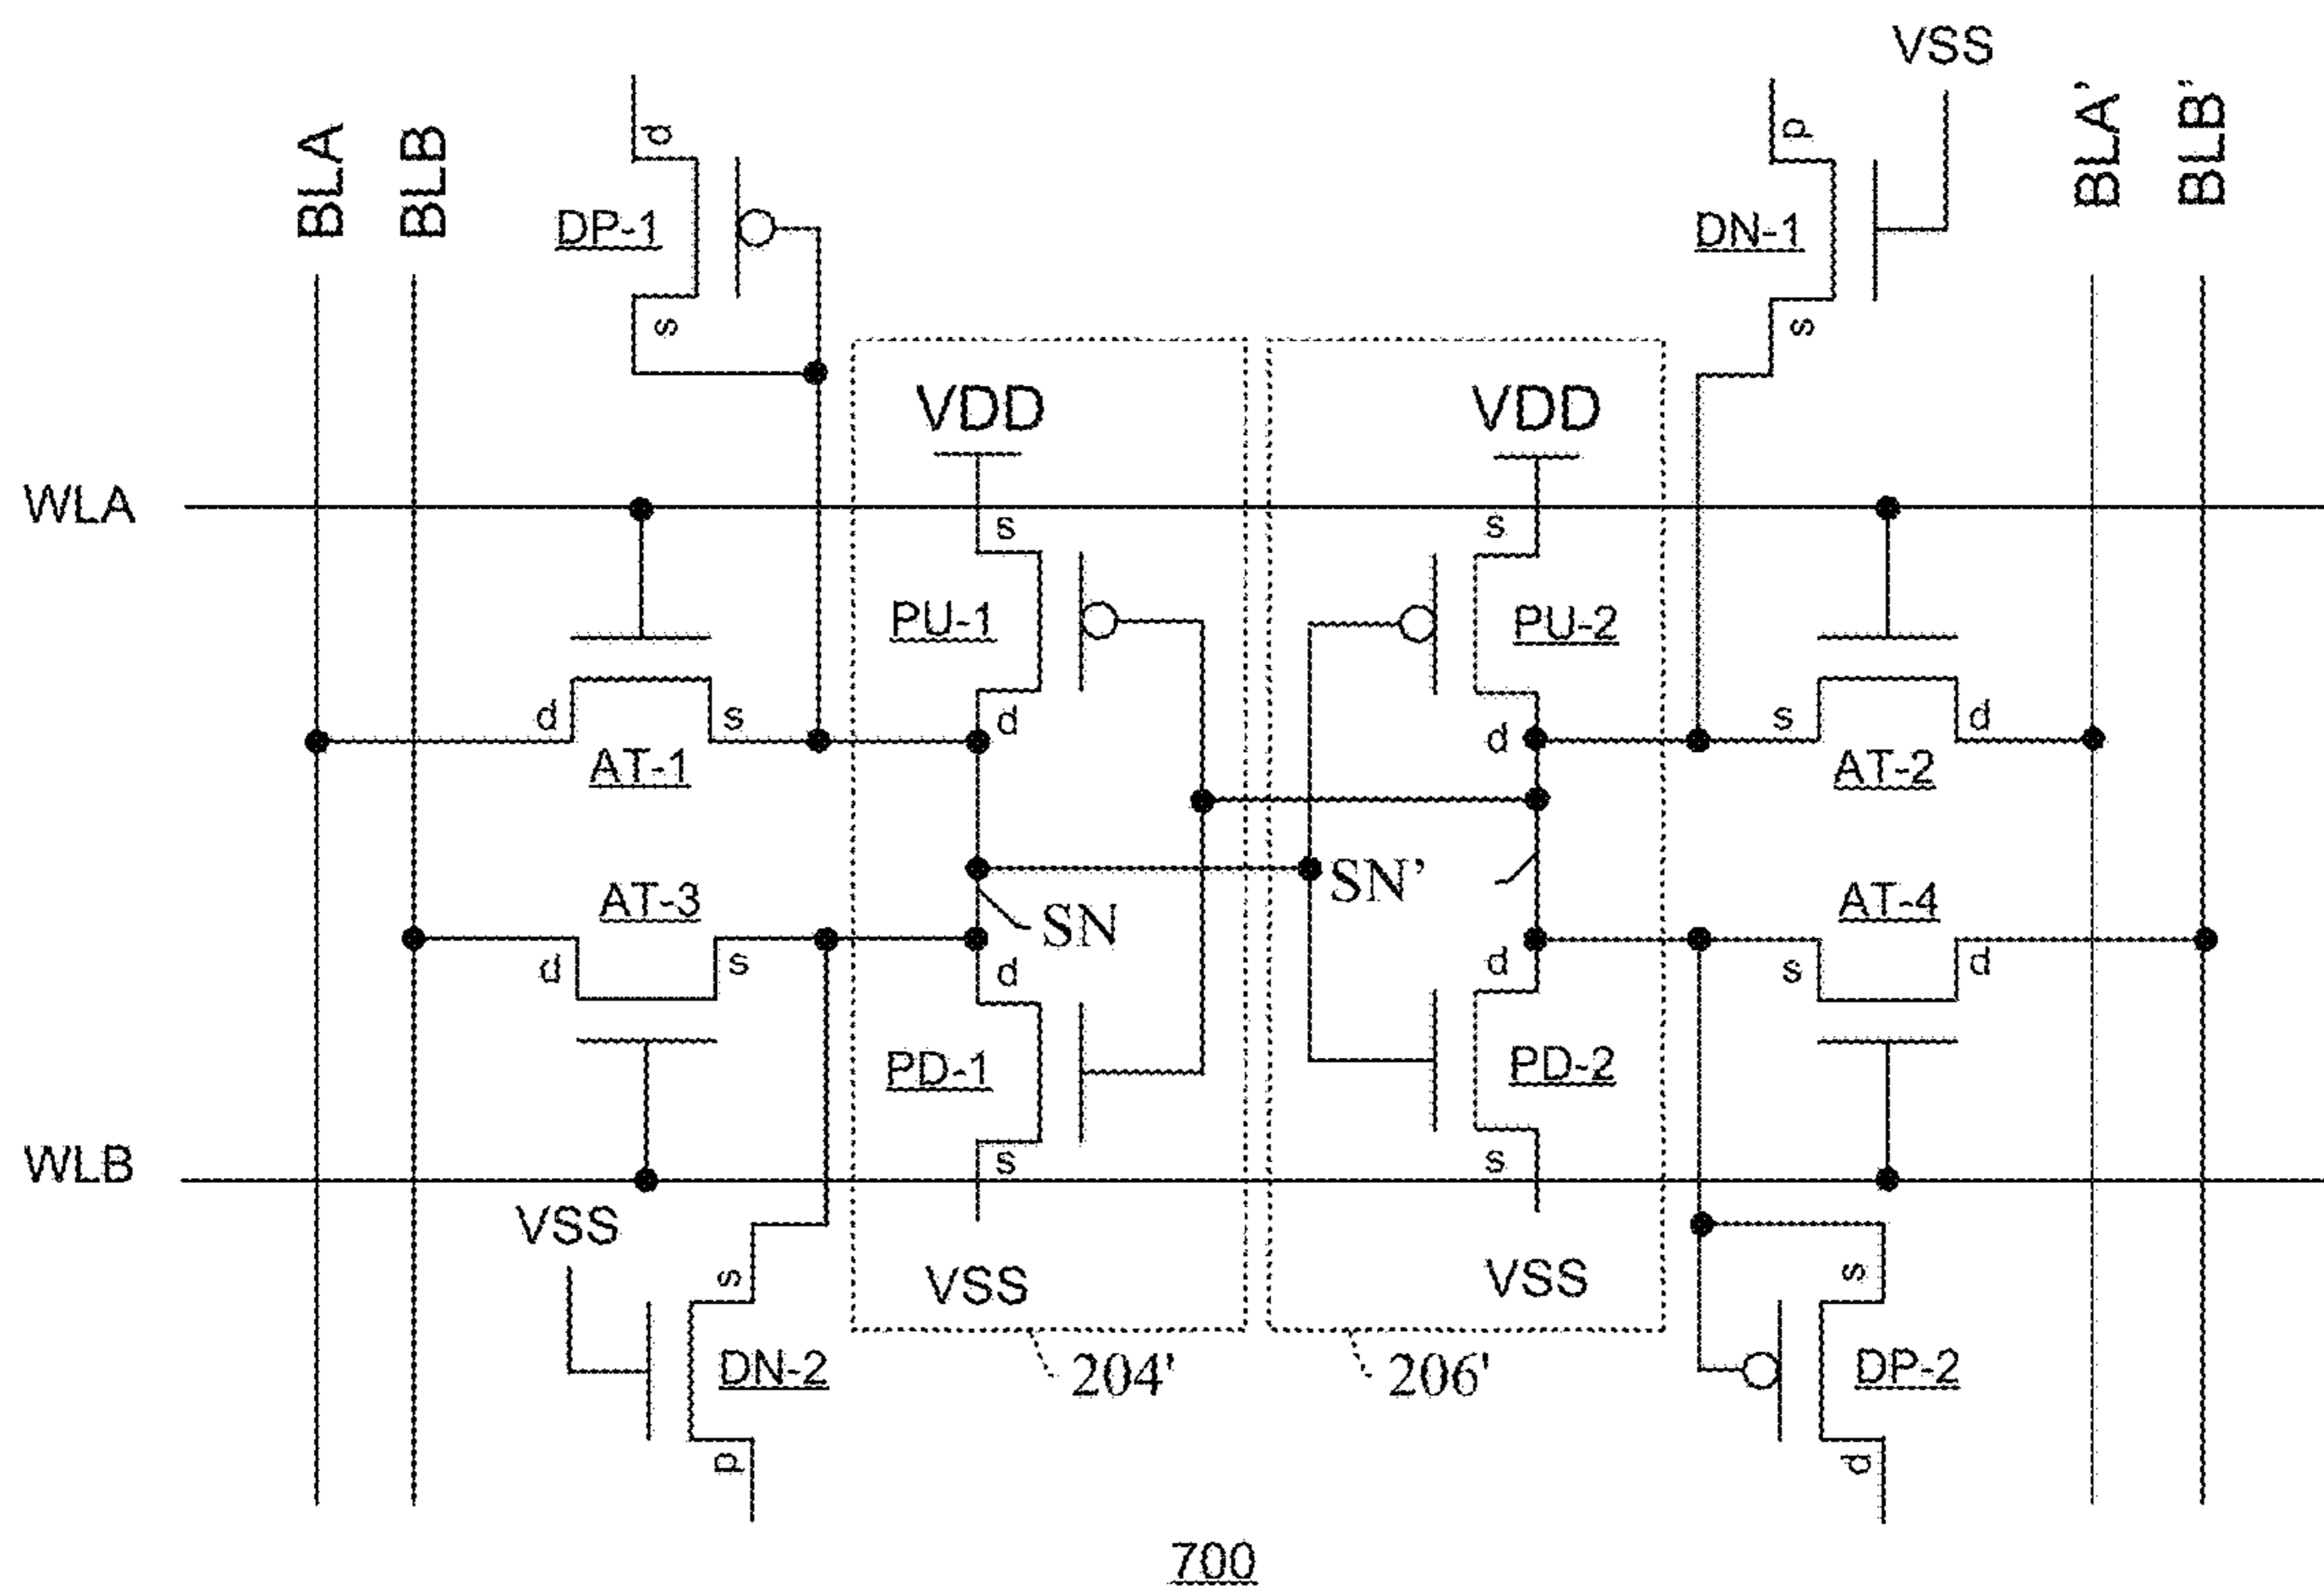 VSS
BLA
BLB
d
DP-1
s
p
DN-1
s
BLA'
BLB'
VDD
VDD
WLA
s
s
PU-1
PU-2
d
s
d
d
s
d
AT-1
AT-2
SN'
AT-3
SN
AT-4
d
s
d
d
s
d
PD-1
PD-2
WLB
s
s
VSS
s
VSS
VSS
s
DN-2
204'
206'
DP-2
p
d
700